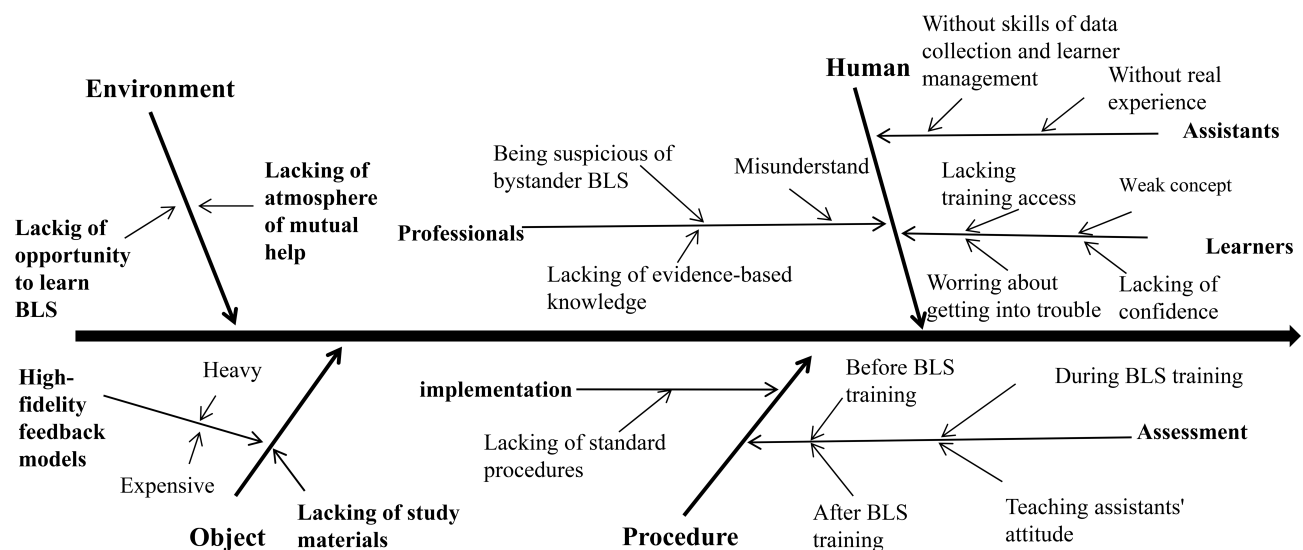 Environment
Lackig of
opportunity
to learn
BLS
Lacking of
atmosphere
of mutual
help
Human
Without skills of data
collection and learner
management
Without real
experience
Assistants
Being suspicious of
bystander BLS
Misunderstand
Professionals
Lacking of evidence-based
knowledge
Lacking
training access
Weak concept
Learners
Worring about
getting into trouble
Lacking of
confidence
High-
fidelity
feedback
models
Heavy
Expensive
Object
Lacking of study
materials
implementation
Lacking of standard
procedures
Procedure
Before BLS
training
During BLS training
Assessment
After BLS
training
Teaching assistants'
attitude